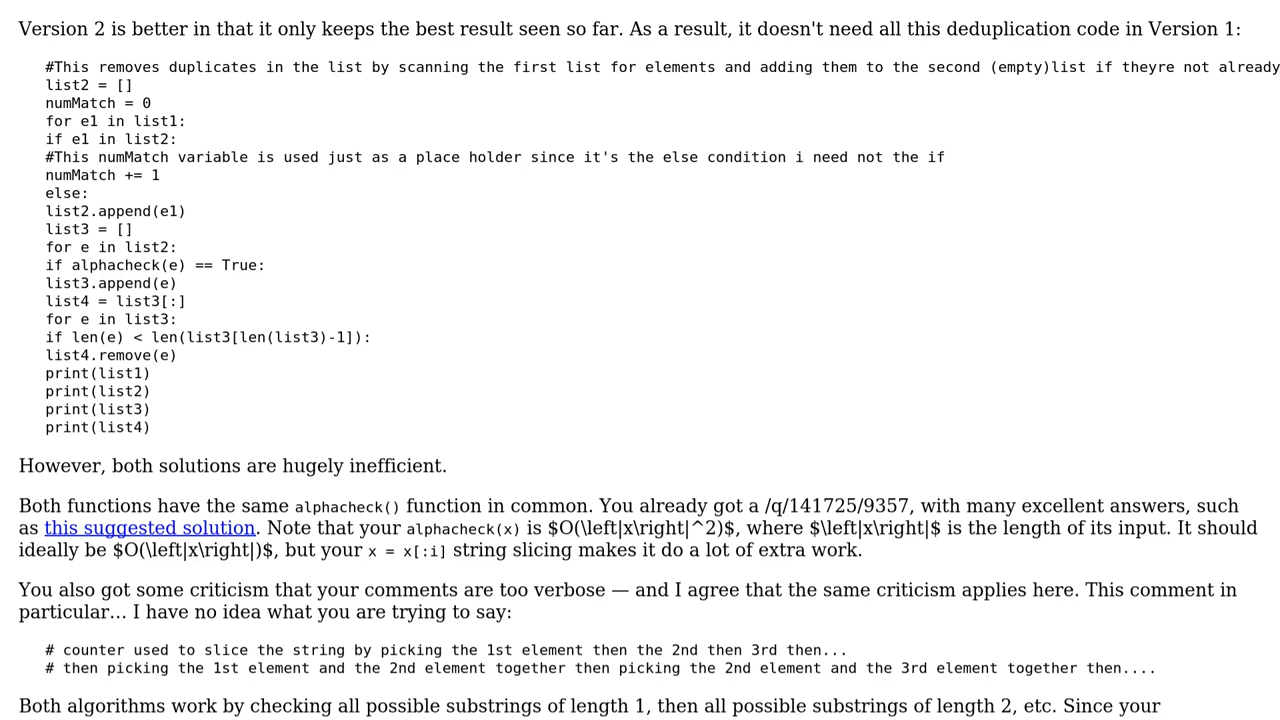 Version 2 is better in that it only keeps the best result seen so far. As a result, it doesn't need all this deduplication code in Version 1:
#This removes duplicates in the list by scanning the first list for elements and adding them to the second (empty)list if theyre not already
list2 = []
numMatch = 0
for e1 in list1:
if e1 in list2:
#This numMatch variable is used just as a place holder since it's the else condition i need not the if
numMatch += 1
else:
list2.append(e1)
list3 = []
for e in list2:
if alphacheck(e) == True:
list3.append(e)
list4 = list3[:]
for e in list3:
if len(e) < len(list3[len(list3)-1]):
list4.remove(e)
print(list1)
print(list2)
print(list3)
print(list4)
However, both solutions are hugely inefficient.
Both functions have the same alphacheck() function in common. You already got a /q/141725/9357, with many excellent answers, such
as this suggested solution. Note that your alphacheck(x) is $O(\left|x\right|^2)$, where $\left|x\right|$ is the length of its input. It should
ideally be $O(\left|x\right|)$, but your x = x[:i] string slicing makes it do a lot of extra work.
You also got some criticism that your comments are too verbose — and I agree that the same criticism applies here. This comment in
particular… I have no idea what you are trying to say:
# counter used to slice the string by picking the 1st element then the 2nd then 3rd then...
# then picking the 1st element and the 2nd element together then picking the 2nd element and the 3rd element together then....
Both algorithms work by checking all possible substrings of length 1, then all possible substrings of length 2, etc. Since your